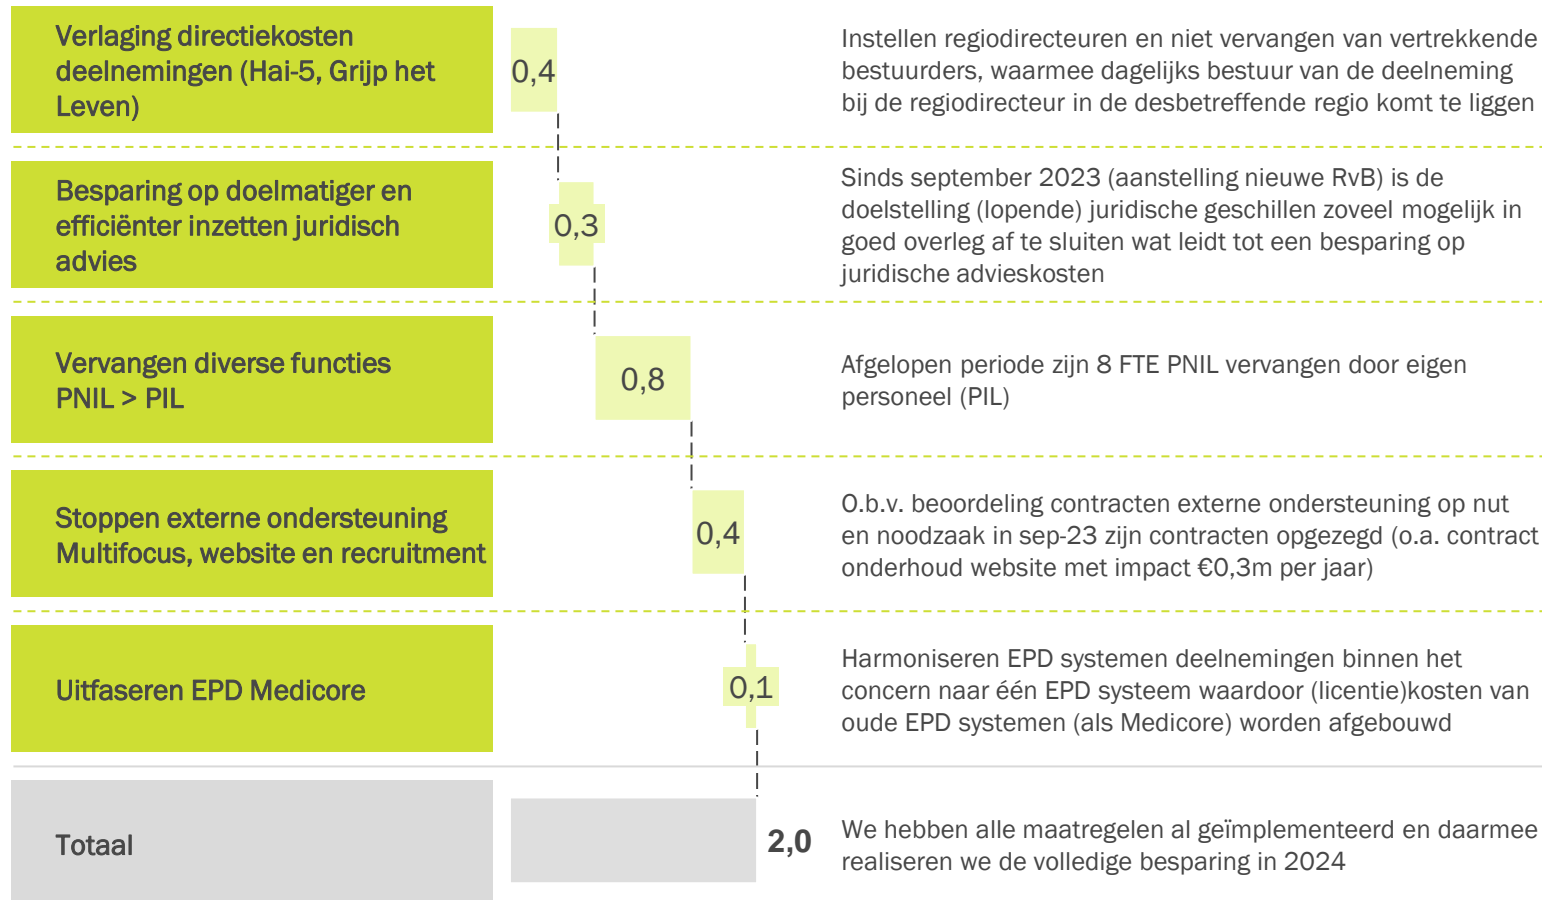 Verlaging directiekosten
deelnemingen (Hai-5, Grijp het
Leven)
0,4
Instellen regiodirecteuren en niet vervangen van vertrekkende
bestuurders, waarmee dagelijks bestuur van de deelneming
bij de regiodirecteur in de desbetreffende regio komt te liggen
Besparing op doelmatiger en
efficiënter inzetten juridisch
advies
0,3
Sinds september 2023 (aanstelling nieuwe RvB) is de
doelstelling (lopende) juridische geschillen zoveel mogelijk in
goed overleg af te sluiten wat leidt tot een besparing op
juridische advieskosten
Vervangen diverse functies
PNIL > PIL
0,8
Afgelopen periode zijn 8 FTE PNIL vervangen door eigen
personeel (PIL)
Stoppen externe ondersteuning
Multifocus, website en recruitment
0,4
O.b.v. beoordeling contracten externe ondersteuning op nut
en noodzaak in sep-23 zijn contracten opgezegd (o.a. contract
onderhoud website met impact €0,3m per jaar)
Uitfaseren EPD Medicore
0,1
Harmoniseren EPD systemen deelnemingen binnen het
concern naar één EPD systeem waardoor (licentie)kosten van
oude EPD systemen (als Medicore) worden afgebouwd
Totaal
2,0
We hebben alle maatregelen al geïmplementeerd en daarmee
realiseren we de volledige besparing in 2024